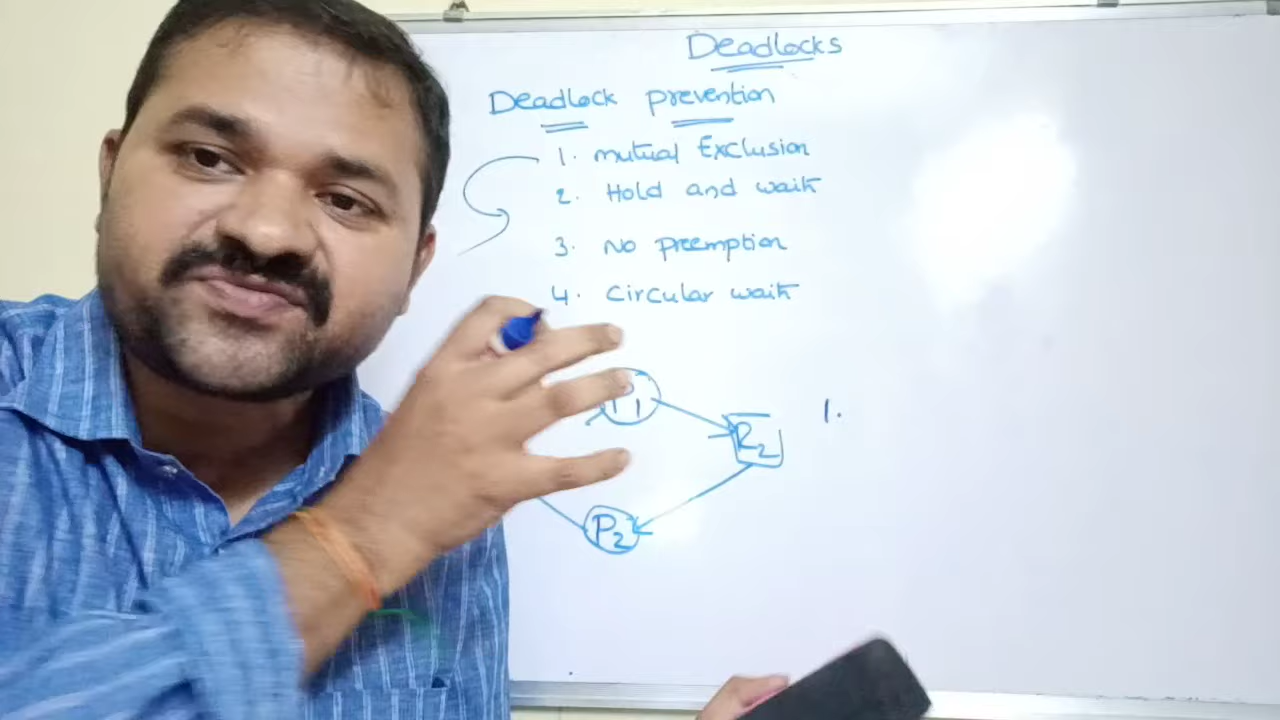 Deadlocks
Deadlock prevention
1. mutual Exclusion
2. Hold and wait
3. No preemption
4. Circular wait
P1
R2
1.
P2